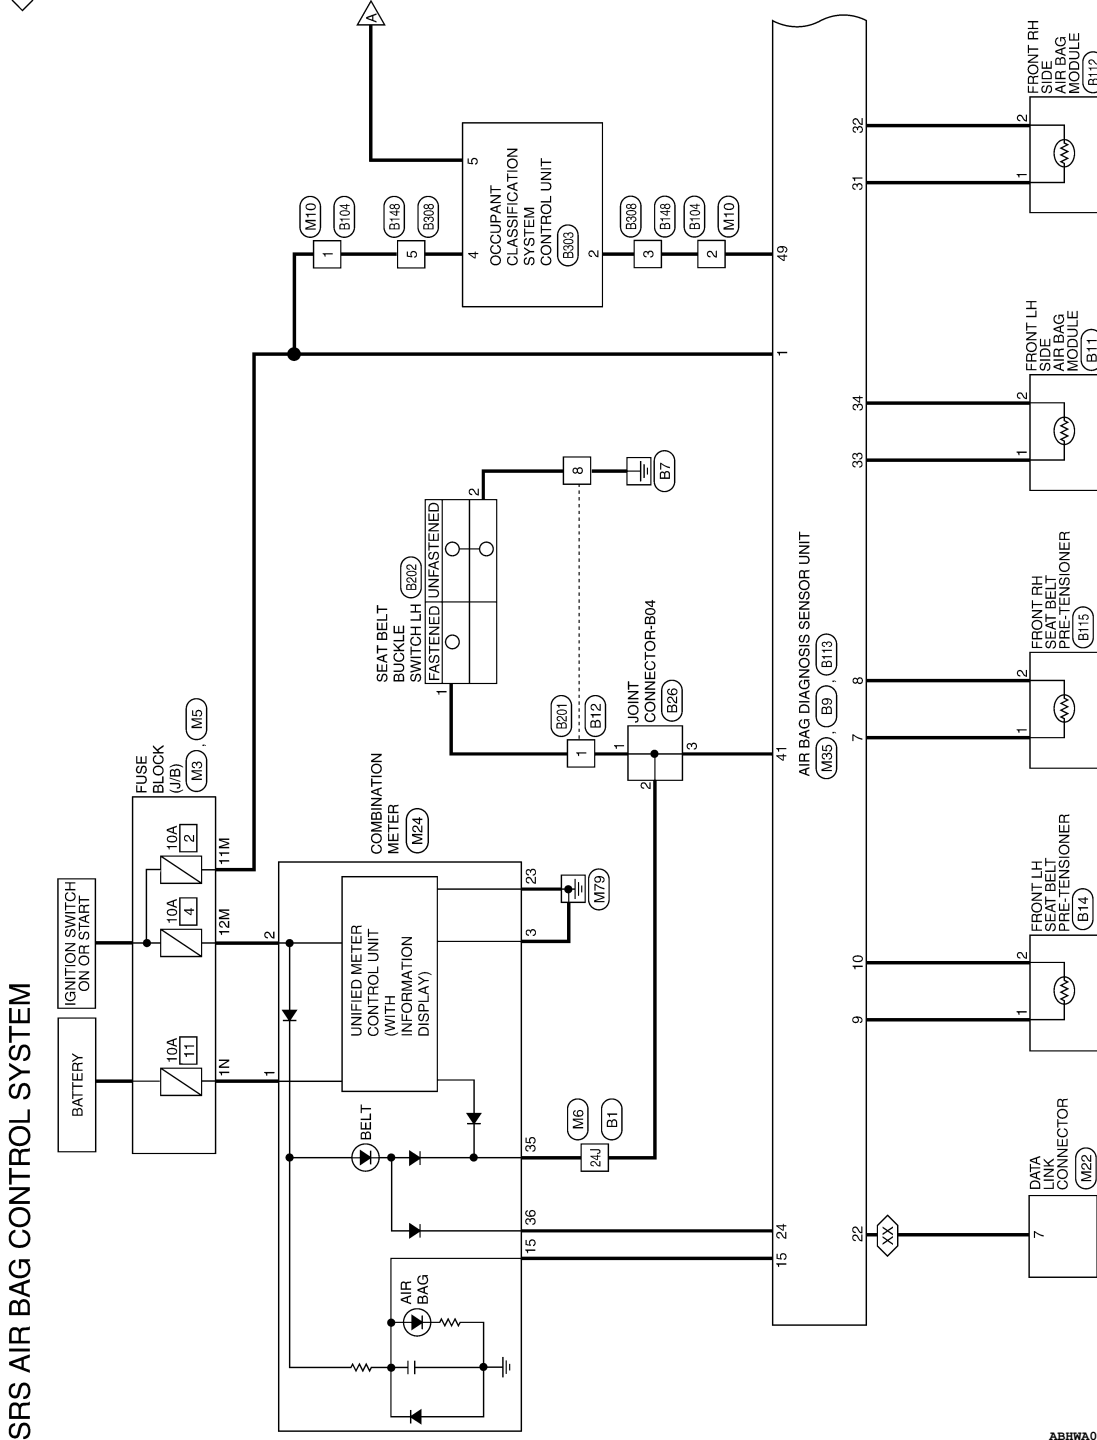 SRS AIR BAG CONTROL SYSTEM
BATTERY
IGNITION SWITCH
ON OR START
FUSE
BLOCK
(J/B)
M3 , M5
10A
11
10A
4
10A
2
1N
12M
11M
1
2
COMBINATION
METER
M24
UNIFIED METER
CONTROL UNIT
(WITH
INFORMATION
DISPLAY)
BELT
AIR
BAG
15
36
35
3
23
M79
M6
B1
24J
SEAT BELT
BUCKLE
SWITCH LH
B202
FASTENED
UNFASTENED
1
2
B201
B12
1
8
B7
JOINT
CONNECTOR-B04
B26
1
2
3
A
M10
B104
1
B148
B308
5
4
5
OCCUPANT
CLASSIFICATION
SYSTEM
CONTROL UNIT
B303
2
B308
B148
3
B104
M10
2
15
24
41
1
49
AIR BAG DIAGNOSIS SENSOR UNIT
M35 , B9 , B113
22
9
10
7
8
33
34
31
32
XX
7
DATA
LINK
CONNECTOR
M22
1
2
FRONT LH
SEAT BELT
PRE-TENSIONER
B14
1
2
FRONT RH
SEAT BELT
PRE-TENSIONER
B115
1
2
FRONT LH
SIDE
AIR BAG
MODULE
B11
1
2
FRONT RH
SIDE
AIR BAG
MODULE
B112
ABHWA0